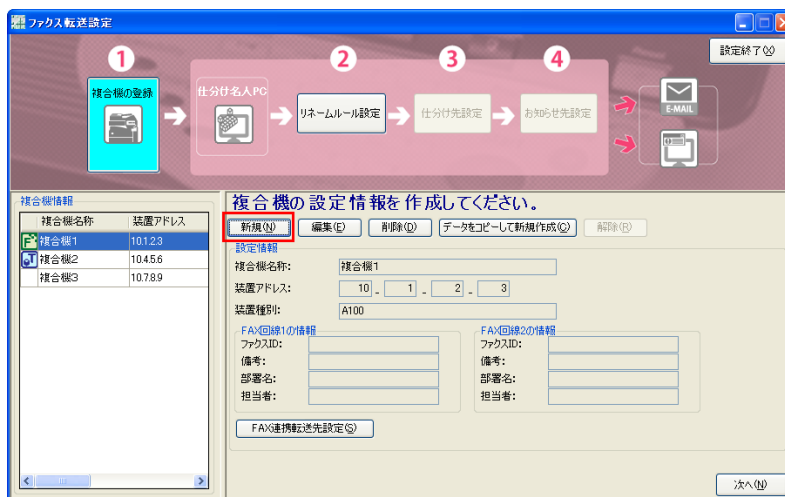 ファクス転送設定
設定終了(X)
1
2
3
4
複合機の登録
仕分け名人PC
リネームルール設定
仕分け先設定
お知らせ先設定
E-MAIL
複合機情報
複合機名称 装置アドレス
複合機1 10.1.2.3
複合機2 10.4.5.6
複合機3 10.7.8.9
複合機の設定情報を作成してください。
新規(N) 編集(E) 削除(D) データをコピーして新規作成(C) 解除(R)
設定情報
複合機名称: 複合機1
装置アドレス: 10 . 1 . 2 . 3
装置種別: A100
FAX回線1の情報
ファクスID:
備考:
部署名:
担当者:
FAX回線2の情報
ファクスID:
備考:
部署名:
担当者:
FAX連携転送先設定(S)
次へ(N)